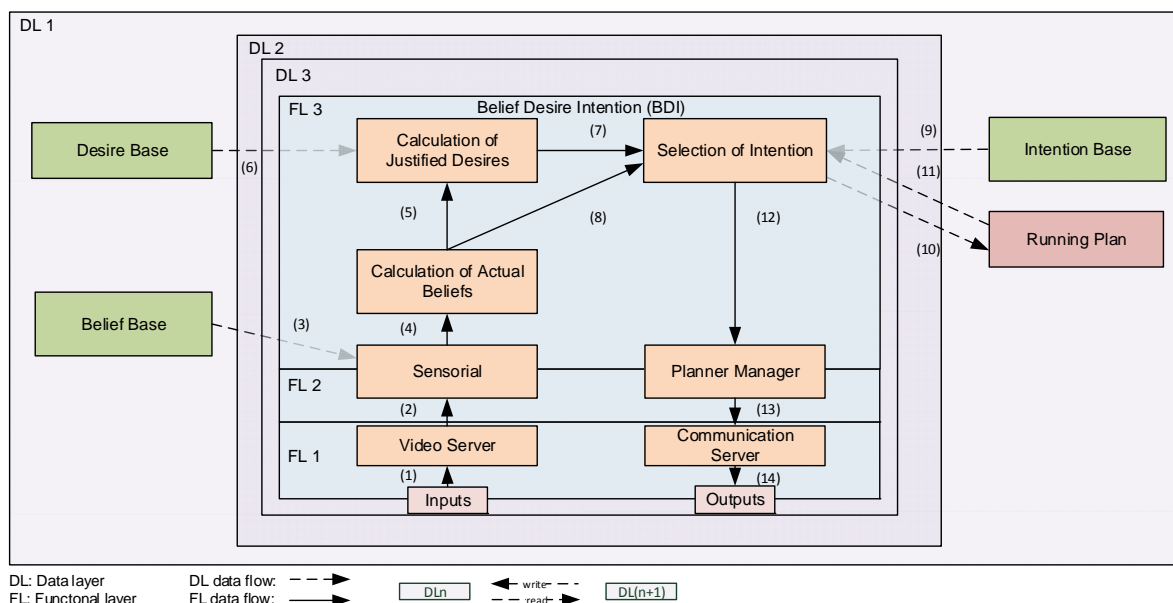 DL 1
DL 2
DL 3
FL 3
Belief Desire Intention (BDI)
Desire Base
(6)
Calculation of
Justified Desires
(7)
Selection of Intention
(9)
Intention Base
(11)
(5)
(8)
(12)
(10)
Running Plan
Calculation of Actual
Beliefs
Belief Base
(3)
(4)
Sensorial
Planner Manager
FL 2
(2)
(13)
FL 1
Video Server
Communication
Server
(1)
(14)
Inputs
Outputs
DL: Data layer
DL data flow:
FL: Functonal layer
FL data flow:
DLn
write
read
DL(n+1)